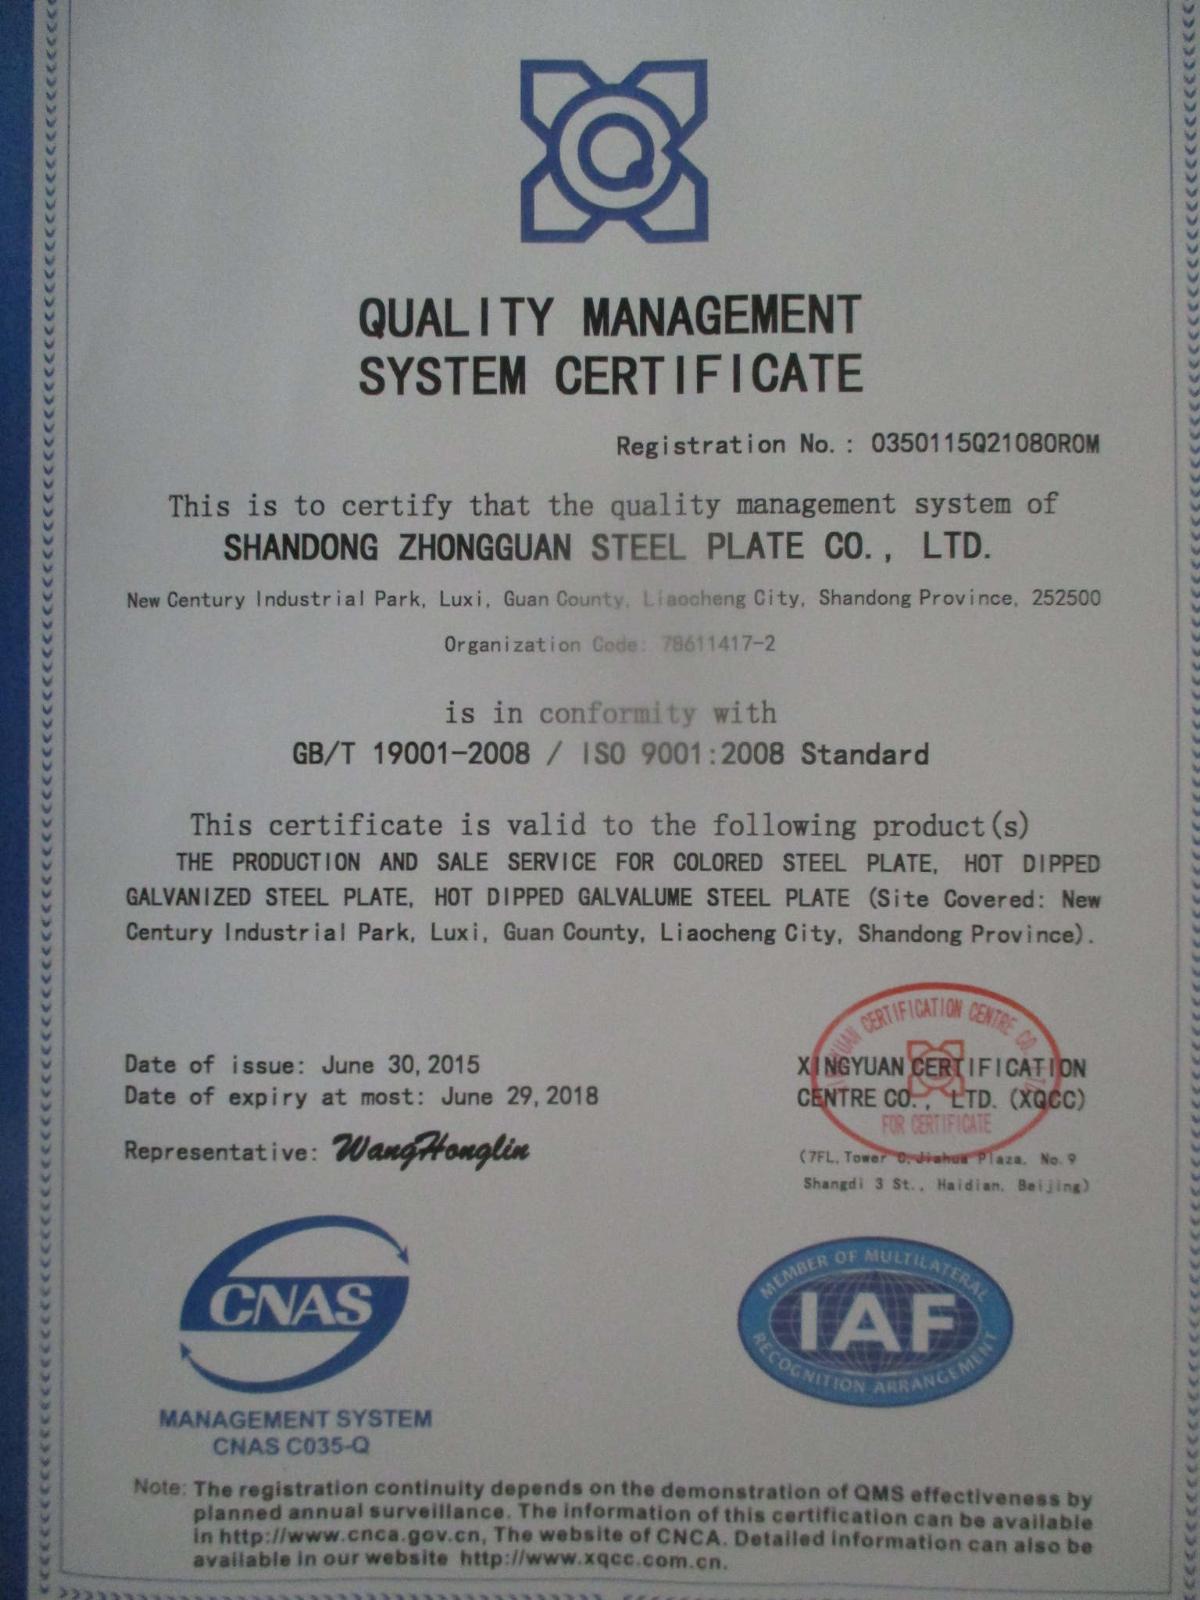 QUALITY MANAGEMENT
SYSTEM CERTIFICATE
Registration No.: 0350115Q21080R0M
This is to certify that the quality management system of
SHANDONG ZHONGGUAN STEEL PLATE CO., LTD.
New Century Industrial Park, Luxi, Guan County, Liaocheng City, Shandong Province, 252500
Organization Code: 78611417-2
is in conformity with
GB/T 19001-2008 / ISO 9001:2008 Standard
This certificate is valid to the following product(s)
THE PRODUCTION AND SALE SERVICE FOR COLORED STEEL PLATE, HOT DIPPED
GALVANIZED STEEL PLATE, HOT DIPPED GALVALUME STEEL PLATE (Site Covered: New
Century Industrial Park, Luxi, Guan County, Liaocheng City, Shandong Province).
Date of issue: June 30, 2015
Date of expiry at most: June 29, 2018
Representative: WangHonglin
CERTIFICATION CENTRE CO.
XINGYUAN CERTIFICATION
CENTRE CO., LTD. (XQCC)
FOR CERTIFICATE
(7FL, Tower C, Jiahua Plaza, No.9
Shangdi 3 St., Haidian, Beijing)
CNAS
MANAGEMENT SYSTEM
CNAS C035-Q
MEMBER OF MULTILATERAL
IAF
RECOGNITION ARRANGEMENT
Note: The registration continuity depends on the demonstration of QMS effectiveness by
planned annual surveillance. The information of this certification can be available
in http://www.cnca.gov.cn, The website of CNCA. Detailed information can also be
available in our website http://www.xqcc.com.cn.